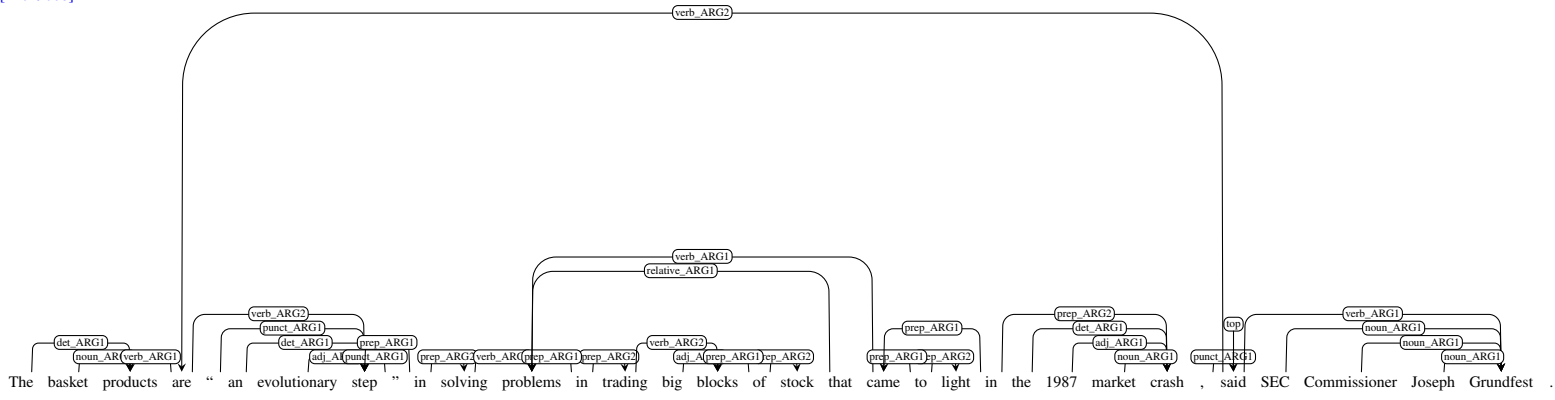 verb_ARG2
verb_ARG1
relative_ARG1
verb_ARG2 prep_ARG2 verb_ARG1
punct_ARG1 prep_ARG1 det_ARG1 top noun_ARG1
det_ARG1 det_ARG1 prep_ARG1 verb_ARG2 adj_ARG1 noun_ARG1
verb_ARG1 punct_ARG1 prep_ARG2 prep_ARG1 prep_ARG2 prep_ARG1 prep_ARG1 noun_ARG1 punct_ARG1 noun_ARG1
The basket products are “ an evolutionary step ” in solving problems in trading big blocks of stock that came to light in the 1987 market crash , said SEC Commissioner Joseph Grundfest .